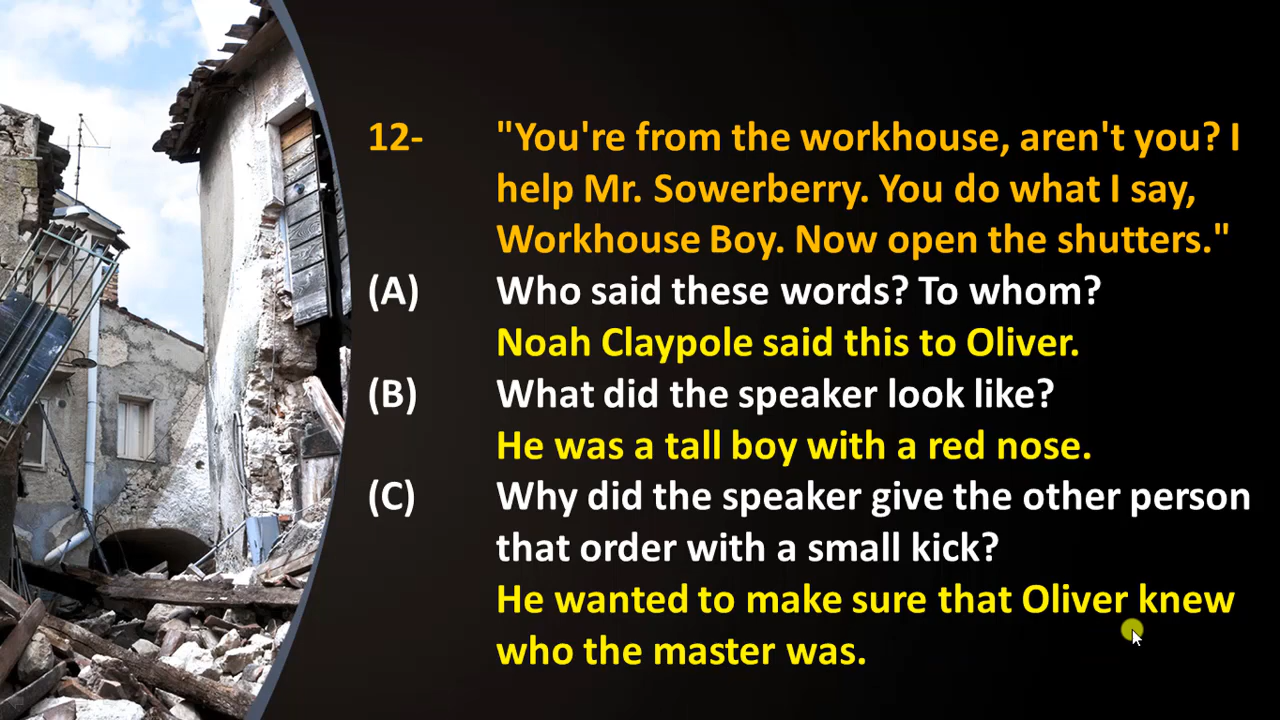 12- "You're from the workhouse, aren't you? I
help Mr. Sowerberry. You do what I say,
Workhouse Boy. Now open the shutters."
(A) Who said these words? To whom?
Noah Claypole said this to Oliver.
(B) What did the speaker look like?
He was a tall boy with a red nose.
(C) Why did the speaker give the other person
that order with a small kick?
He wanted to make sure that Oliver knew
who the master was.